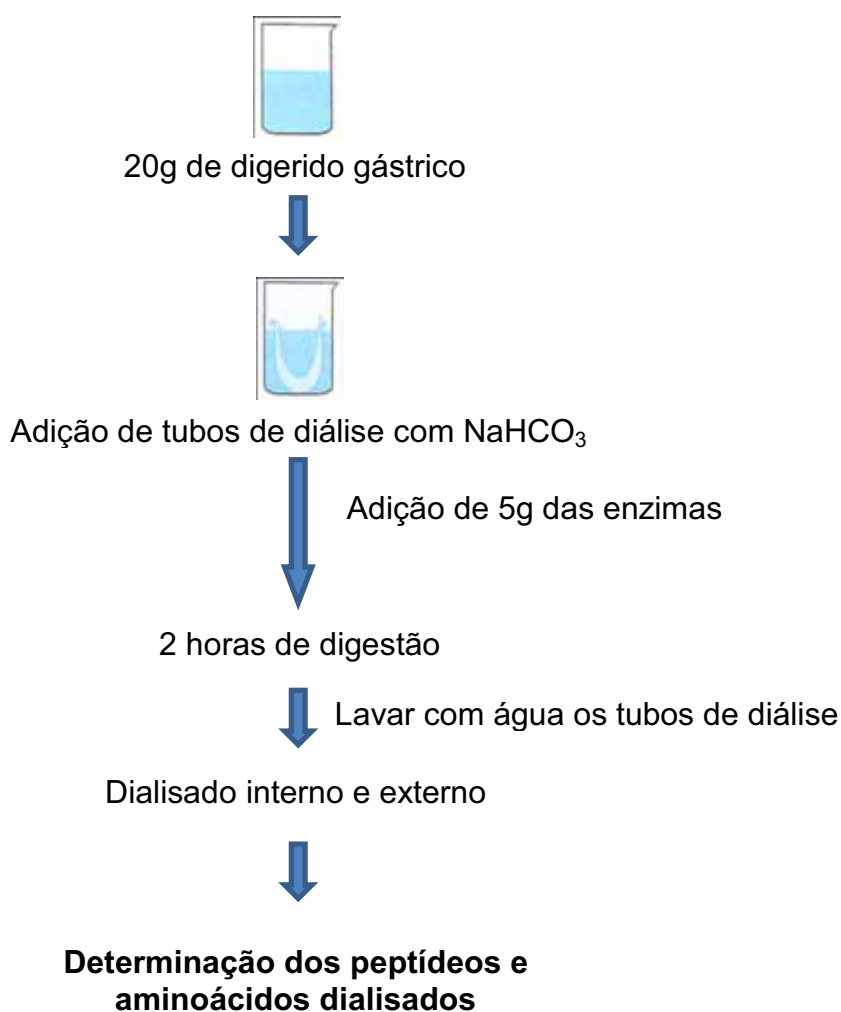 20g de digerido gástrico
Adição de tubos de diálise com NaHCO₃
Adição de 5g das enzimas
2 horas de digestão
Lavar com água os tubos de diálise
Dialisado interno e externo
Determinação dos peptídeos e
aminoácidos dialisados